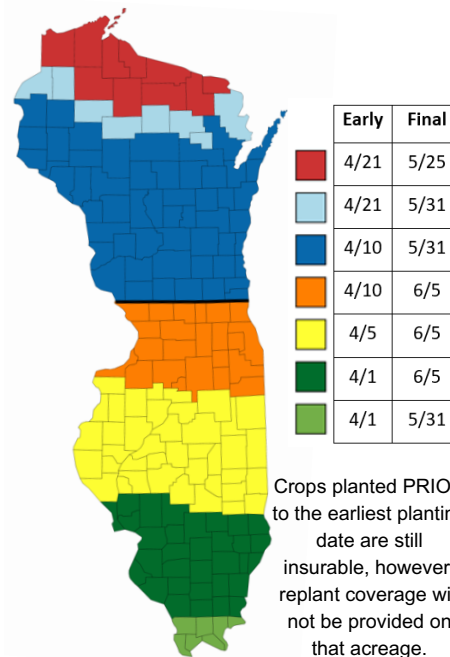 Early Final
4/21 5/25
4/21 5/31
4/10 5/31
4/10 6/5
4/5 6/5
4/1 6/5
4/1 5/31
Crops planted PRIO
to the earliest plantin
date are still
insurable, however
replant coverage wi
not be provided on
that acreage.